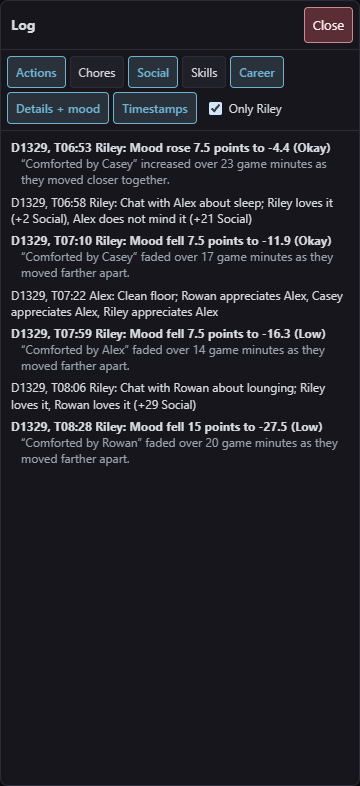 Log
Close
Actions
Chores
Social
Skills
Career
Details + mood
Timestamps
Only Riley
D1329, T06:53 Riley: Mood rose 7.5 points to -4.4 (Okay)
“Comforted by Casey” increased over 23 game minutes as
they moved closer together.
D1329, T06:58 Riley: Chat with Alex about sleep; Riley loves it
(+2 Social), Alex does not mind it (+21 Social)
D1329, T07:10 Riley: Mood fell 7.5 points to -11.9 (Okay)
“Comforted by Casey” faded over 17 game minutes as they
moved farther apart.
D1329, T07:22 Alex: Clean floor; Rowan appreciates Alex, Casey
appreciates Alex, Riley appreciates Alex
D1329, T07:59 Riley: Mood fell 7.5 points to -16.3 (Low)
“Comforted by Alex” faded over 14 game minutes as they
moved farther apart.
D1329, T08:06 Riley: Chat with Rowan about lounging; Riley
loves it, Rowan loves it (+29 Social)
D1329, T08:28 Riley: Mood fell 15 points to -27.5 (Low)
“Comforted by Rowan” faded over 20 game minutes as they
moved farther apart.